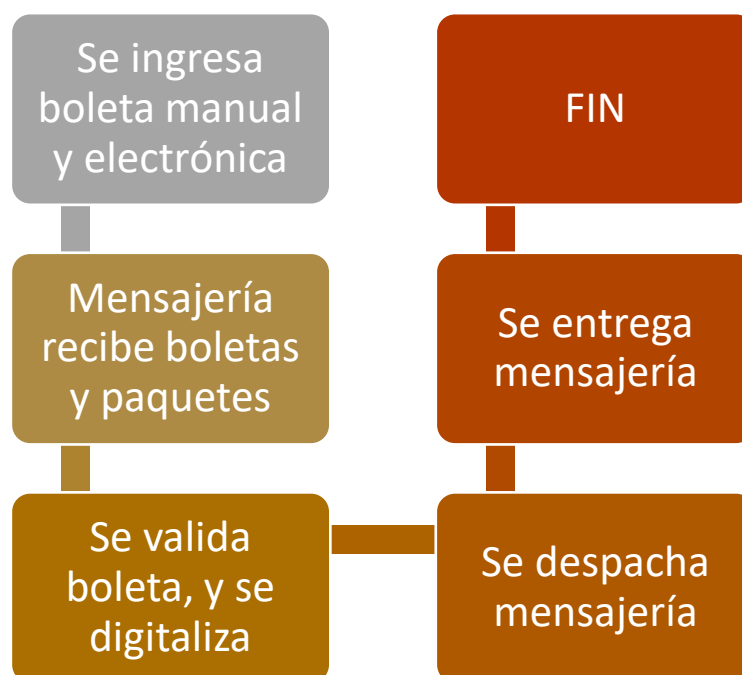 Se ingresa
boleta manual
y electrónica
Mensajería
recibe boletas
y paquetes
Se valida
boleta, y se
digitaliza
Se despacha
mensajería
Se entrega
mensajería
FIN